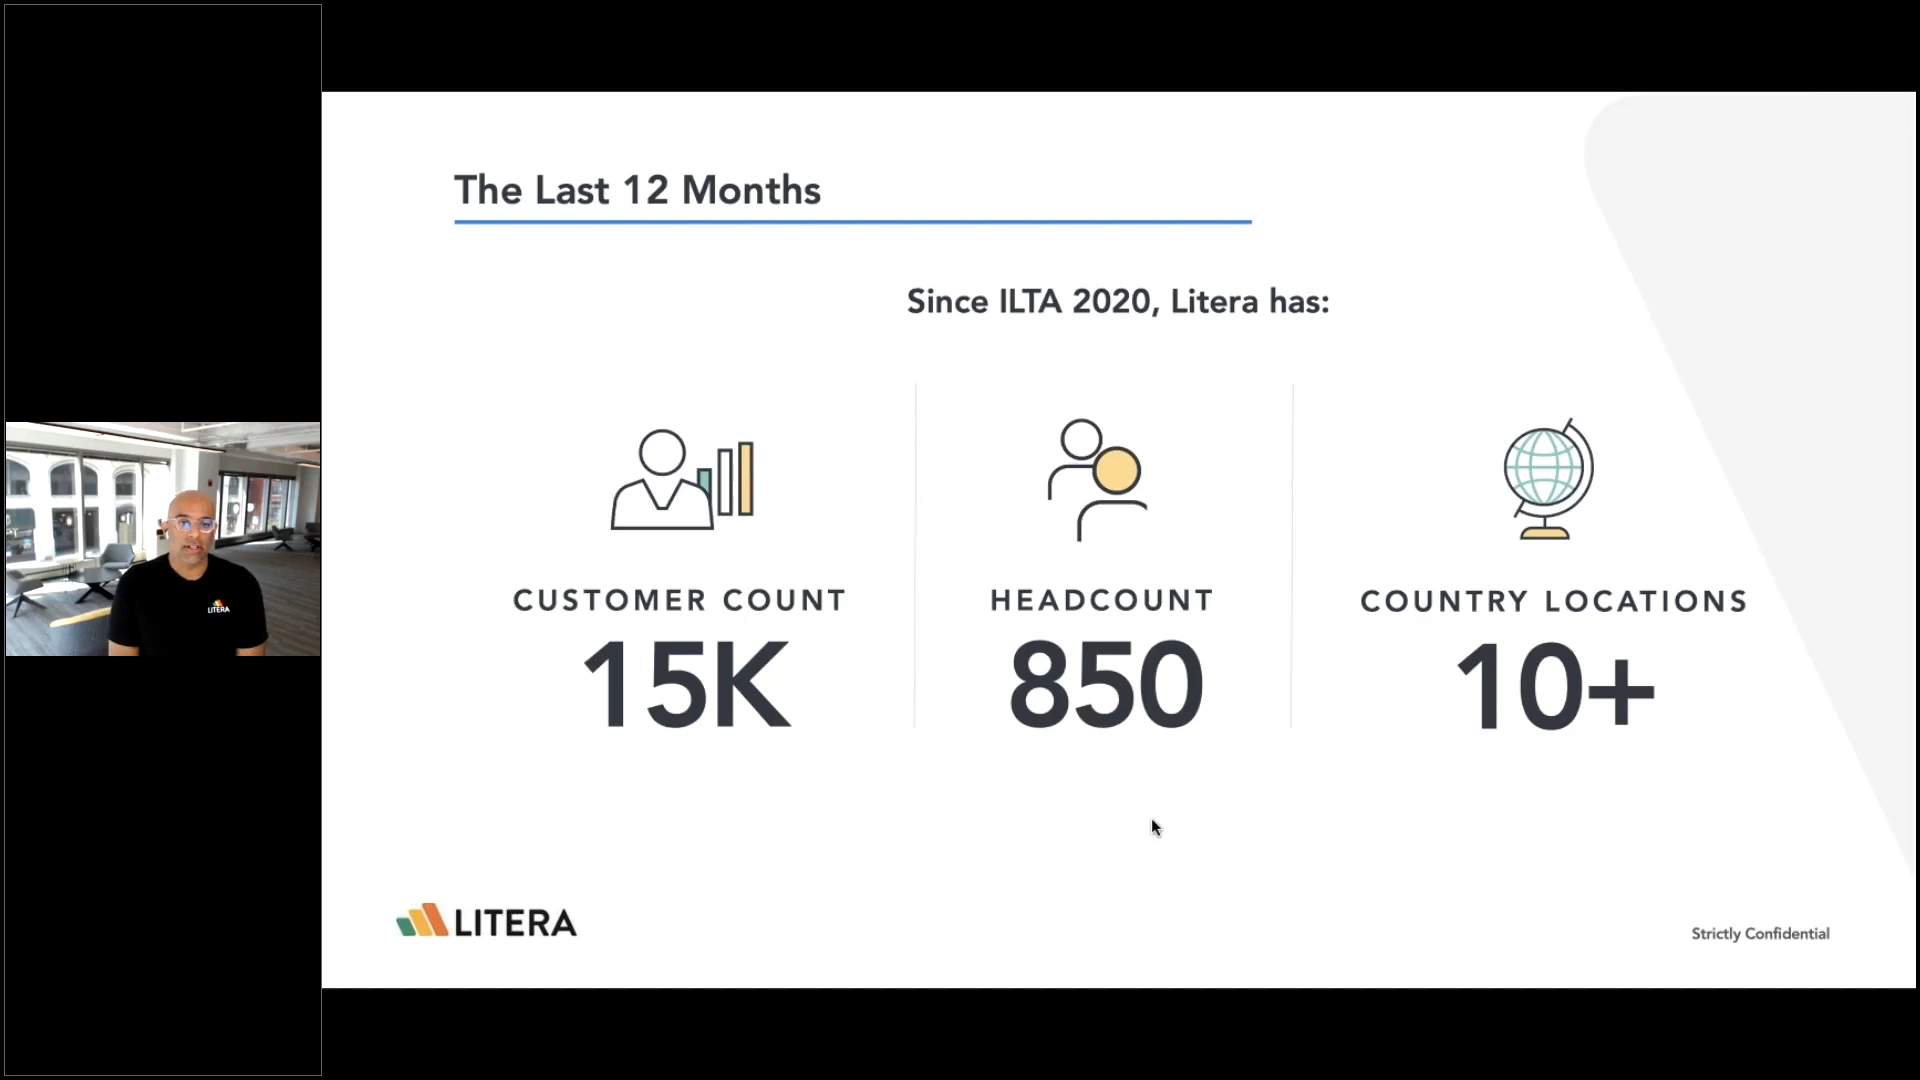 The Last 12 Months
Since ILTA 2020, Litera has:
CUSTOMER COUNT
15K
HEADCOUNT
850
COUNTRY LOCATIONS
10+
LITERA
LITERA
Strictly Confidential